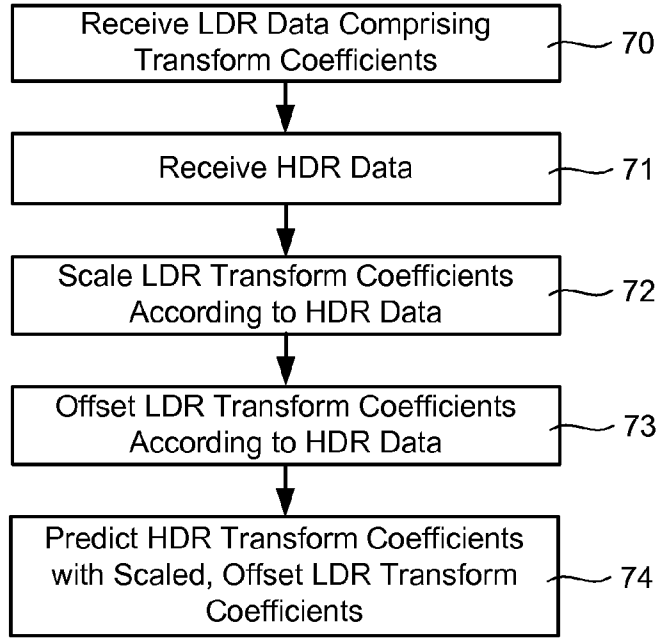 Receive LDR Data Comprising
Transform Coefficients
70
Receive HDR Data
71
Scale LDR Transform Coefficients
According to HDR Data
72
Offset LDR Transform Coefficients
According to HDR Data
73
Predict HDR Transform Coefficients
with Scaled, Offset LDR Transform
Coefficients
74